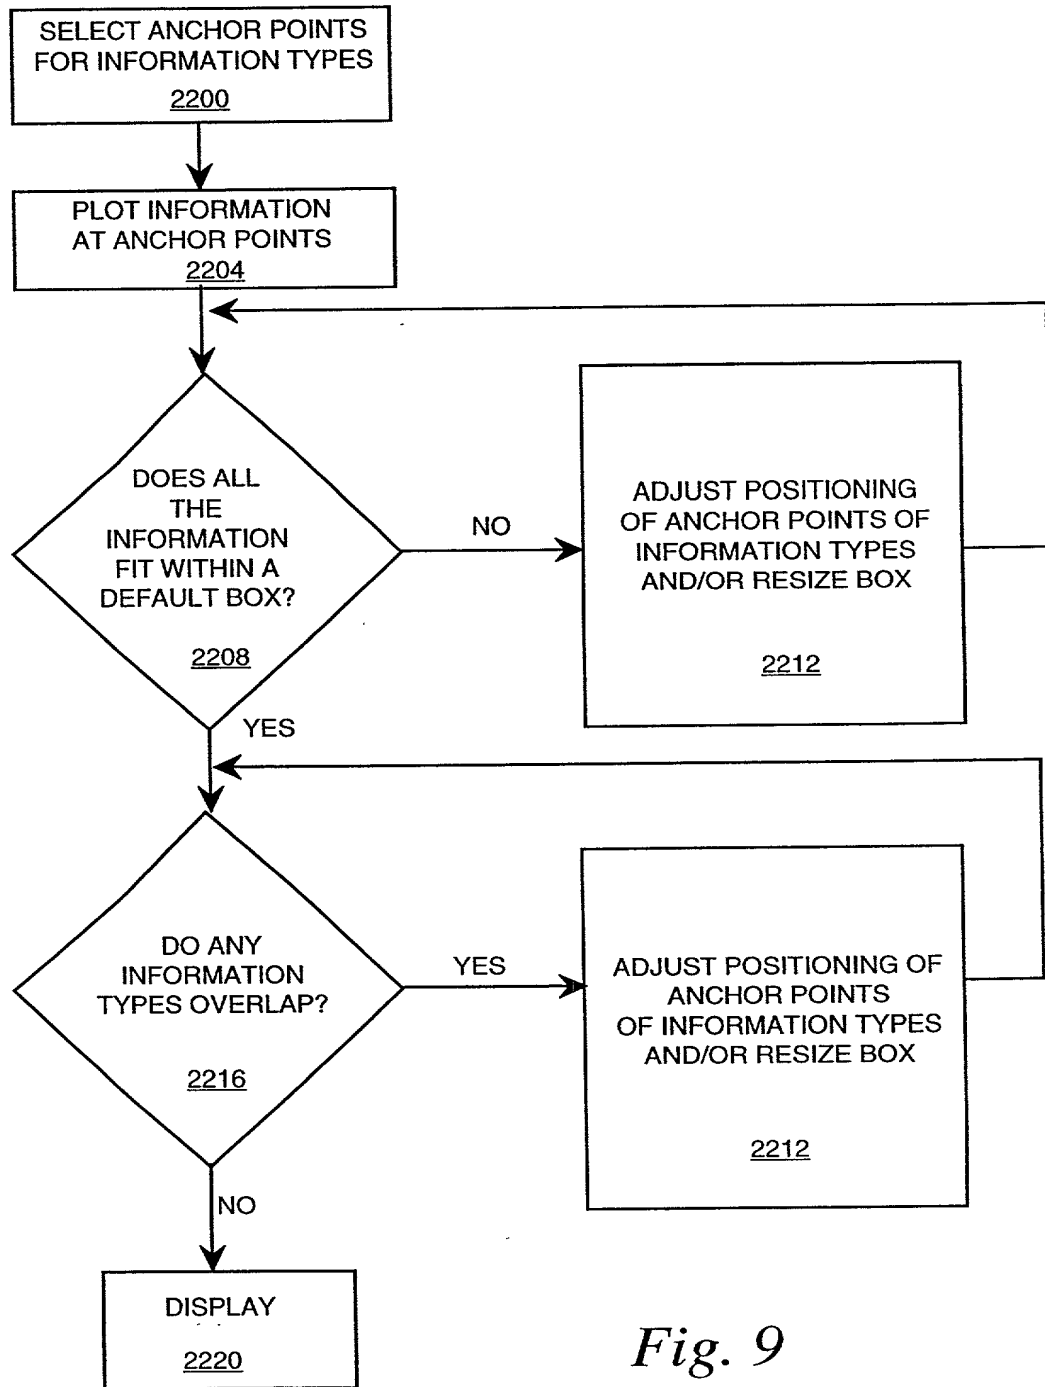 SELECT ANCHOR POINTS
FOR INFORMATION TYPES
2200
PLOT INFORMATION
AT ANCHOR POINTS
2204
DOES ALL
THE
INFORMATION
FIT WITHIN A
DEFAULT BOX?
2208
NO
ADJUST POSITIONING
OF ANCHOR POINTS OF
INFORMATION TYPES
AND/OR RESIZE BOX
2212
YES
DO ANY
INFORMATION
TYPES OVERLAP?
2216
YES
ADJUST POSITIONING OF
ANCHOR POINTS
OF INFORMATION TYPES
AND/OR RESIZE BOX
2212
NO
DISPLAY
2220
Fig. 9